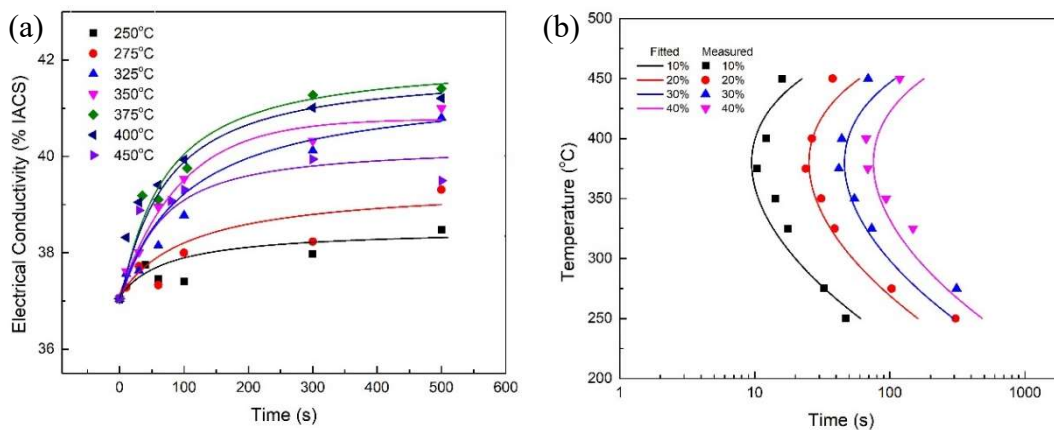 (a)
Electrical Conductivity (% IACS)
42
40
38
36
250°C
275°C
325°C
350°C
375°C
400°C
450°C
0 100 200 300 400 500 600
Time (s)
(b)
Temperature (°C)
500
450
400
350
300
250
200
Fitted Measured
10% 10%
20% 20%
30% 30%
40% 40%
1 10 100 1000
Time (s)